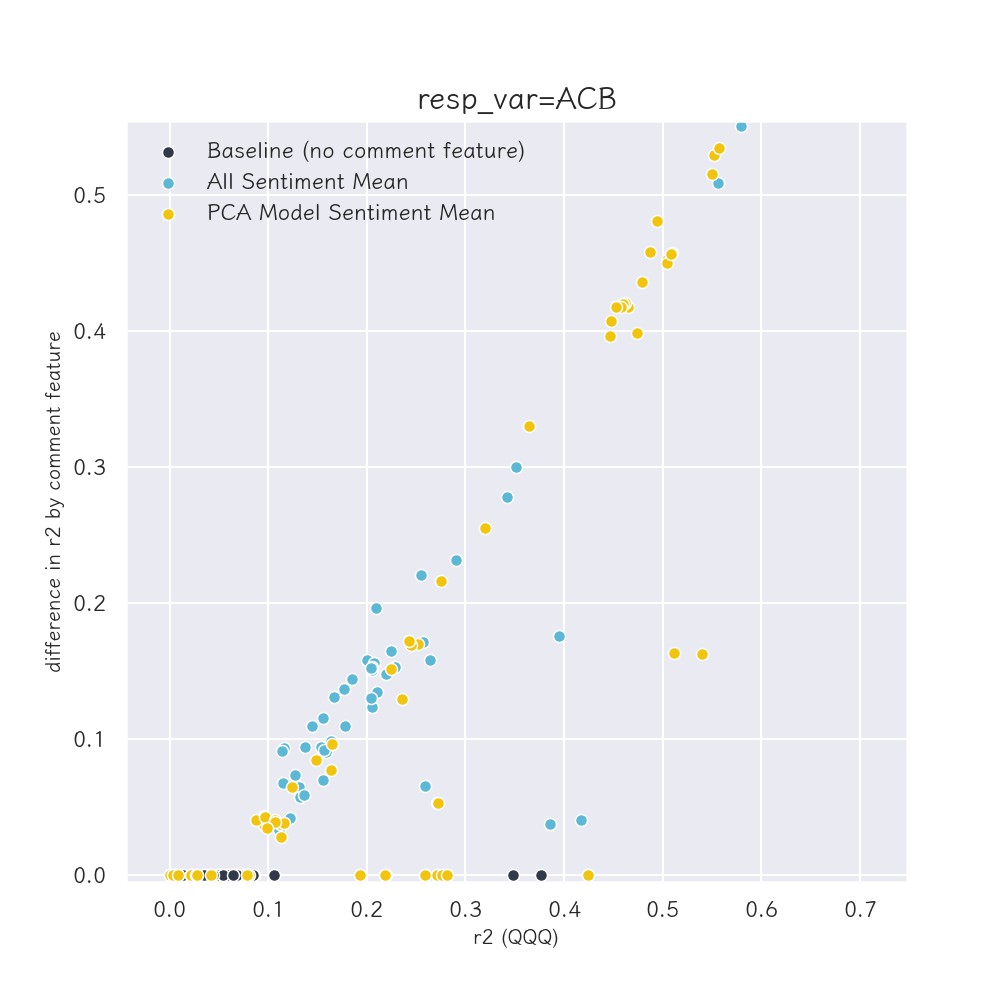 resp_var=ACB
Baseline (no comment feature)
All Sentiment Mean
PCA Model Sentiment Mean
difference in r2 by comment feature
0.5
0.4
0.3
0.2
0.1
0.0
0.0 0.1 0.2 0.3 0.4 0.5 0.6 0.7
r2 (QQQ)